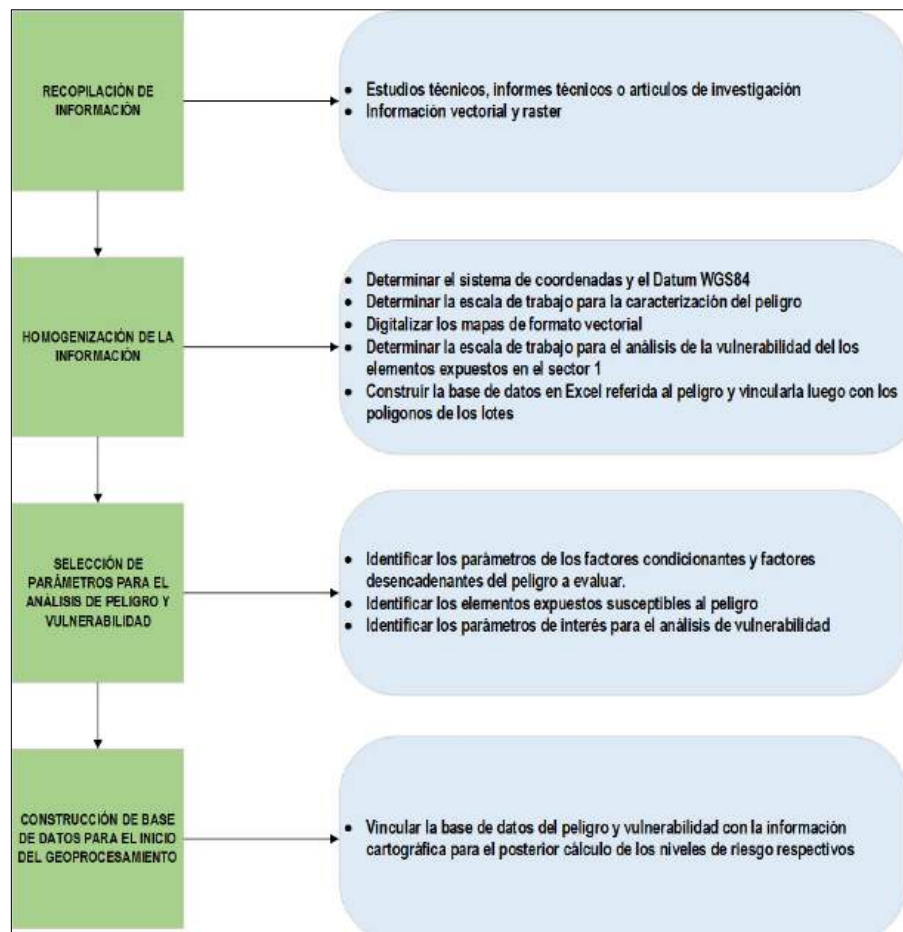 RECOPILACIÓN DE
INFORMACIÓN
• Estudios técnicos, informes técnicos o artículos de investigación
• Información vectorial y raster
HOMOGENIZACIÓN DE LA
INFORMACIÓN
• Determinar el sistema de coordenadas y el Datum WGS84
• Determinar la escala de trabajo para la caracterización del peligro
• Digitalizar los mapas de formato vectorial
• Determinar la escala de trabajo para el análisis de la vulnerabilidad del los
elementos expuestos en el sector 1
• Construir la base de datos en Excel referida al peligro y vincularla luego con los
polígonos de los lotes
SELECCIÓN DE
PARÁMETROS PARA EL
ANÁLISIS DE PELIGRO Y
VULNERABILIDAD
• Identificar los parámetros de los factores condicionantes y factores
desencadenantes del peligro a evaluar.
• Identificar los elementos expuestos susceptibles al peligro
• Identificar los parámetros de interés para el análisis de vulnerabilidad
CONSTRUCCIÓN DE BASE
DE DATOS PARA EL INICIO
DEL GEOPROCESAMIENTO
• Vincular la base de datos del peligro y vulnerabilidad con la información
cartográfica para el posterior cálculo de los niveles de riesgo respectivos